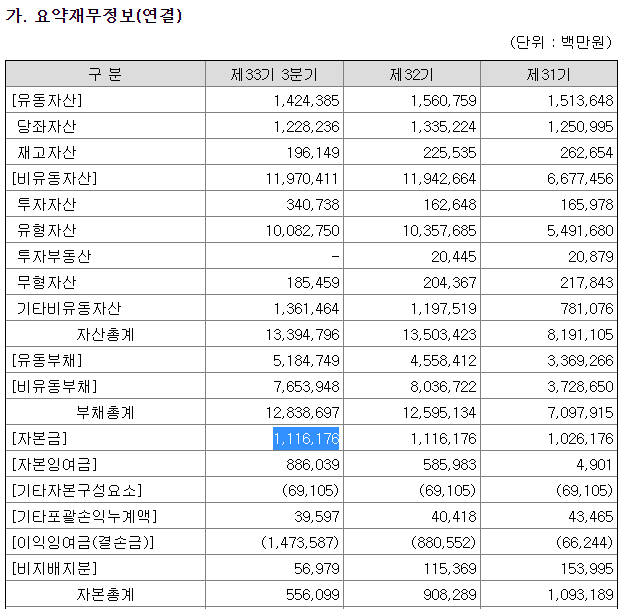 가. 요약재무정보(연결)
(단위 : 백만원)
구 분 제33기 3분기 제32기 제31기
[유동자산] 1,424,385 1,560,759 1,513,648
당좌자산 1,228,236 1,335,224 1,250,995
재고자산 196,149 225,535 262,654
[비유동자산] 11,970,411 11,942,664 6,677,456
투자자산 340,738 162,648 165,978
유형자산 10,082,750 10,357,685 5,491,680
투자부동산 - 20,445 20,879
무형자산 185,459 204,367 217,843
기타비유동자산 1,361,464 1,197,519 781,076
자산총계 13,394,796 13,503,423 8,191,105
[유동부채] 5,184,749 4,558,412 3,369,266
[비유동부채] 7,653,948 8,036,722 3,728,650
부채총계 12,838,697 12,595,134 7,097,915
[자본금] 1,116,176 1,116,176 1,026,176
[자본잉여금] 886,039 585,983 4,901
[기타자본구성요소] (69,105) (69,105) (69,105)
[기타포괄손익누계액] 39,597 40,418 43,465
[이익잉여금(결손금)] (1,473,587) (880,552) (66,244)
[비지배지분] 56,979 115,369 153,995
자본총계 556,099 908,289 1,093,189